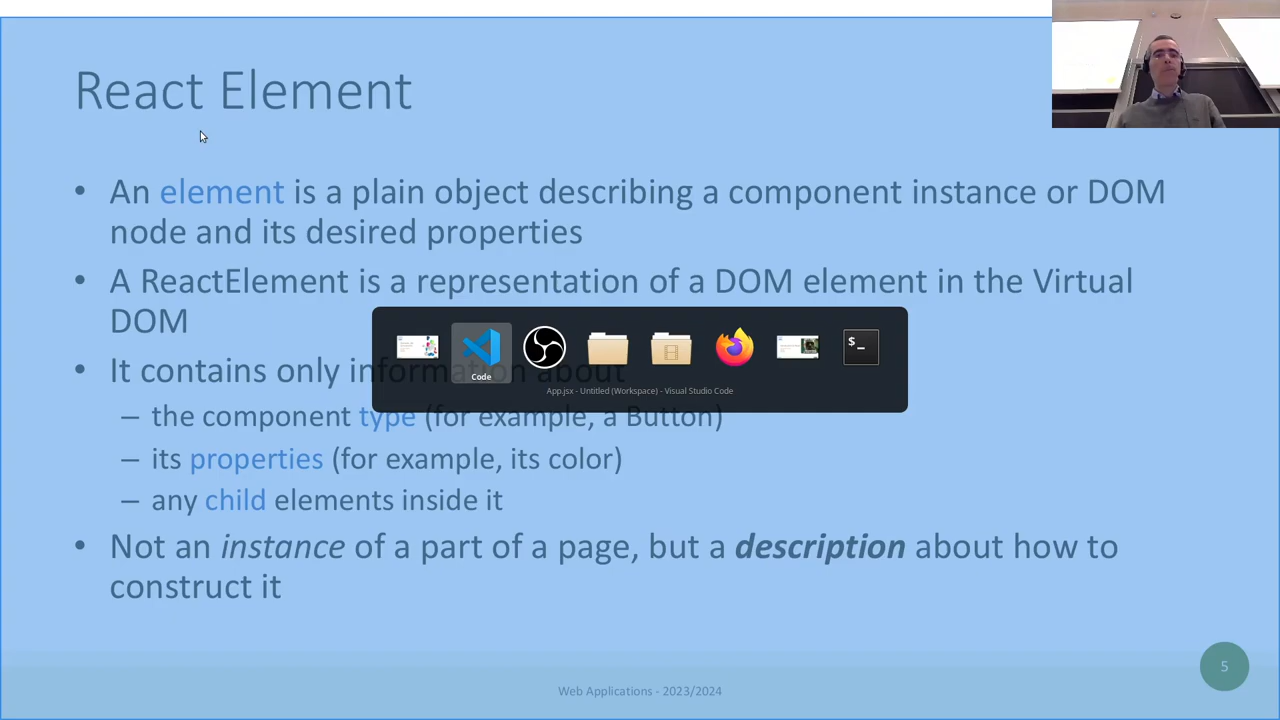 React Element
• An element is a plain object describing a component instance or DOM
node and its desired properties
• A ReactElement is a representation of a DOM element in the Virtual
DOM
• It contains only information about
– the component type (for example, a Button)
– its properties (for example, its color)
– any child elements inside it
• Not an instance of a part of a page, but a description about how to
construct it
$_
Code
App.jsx - Untitled (Workspace) - Visual Studio Code
5
Web Applications - 2023/2024